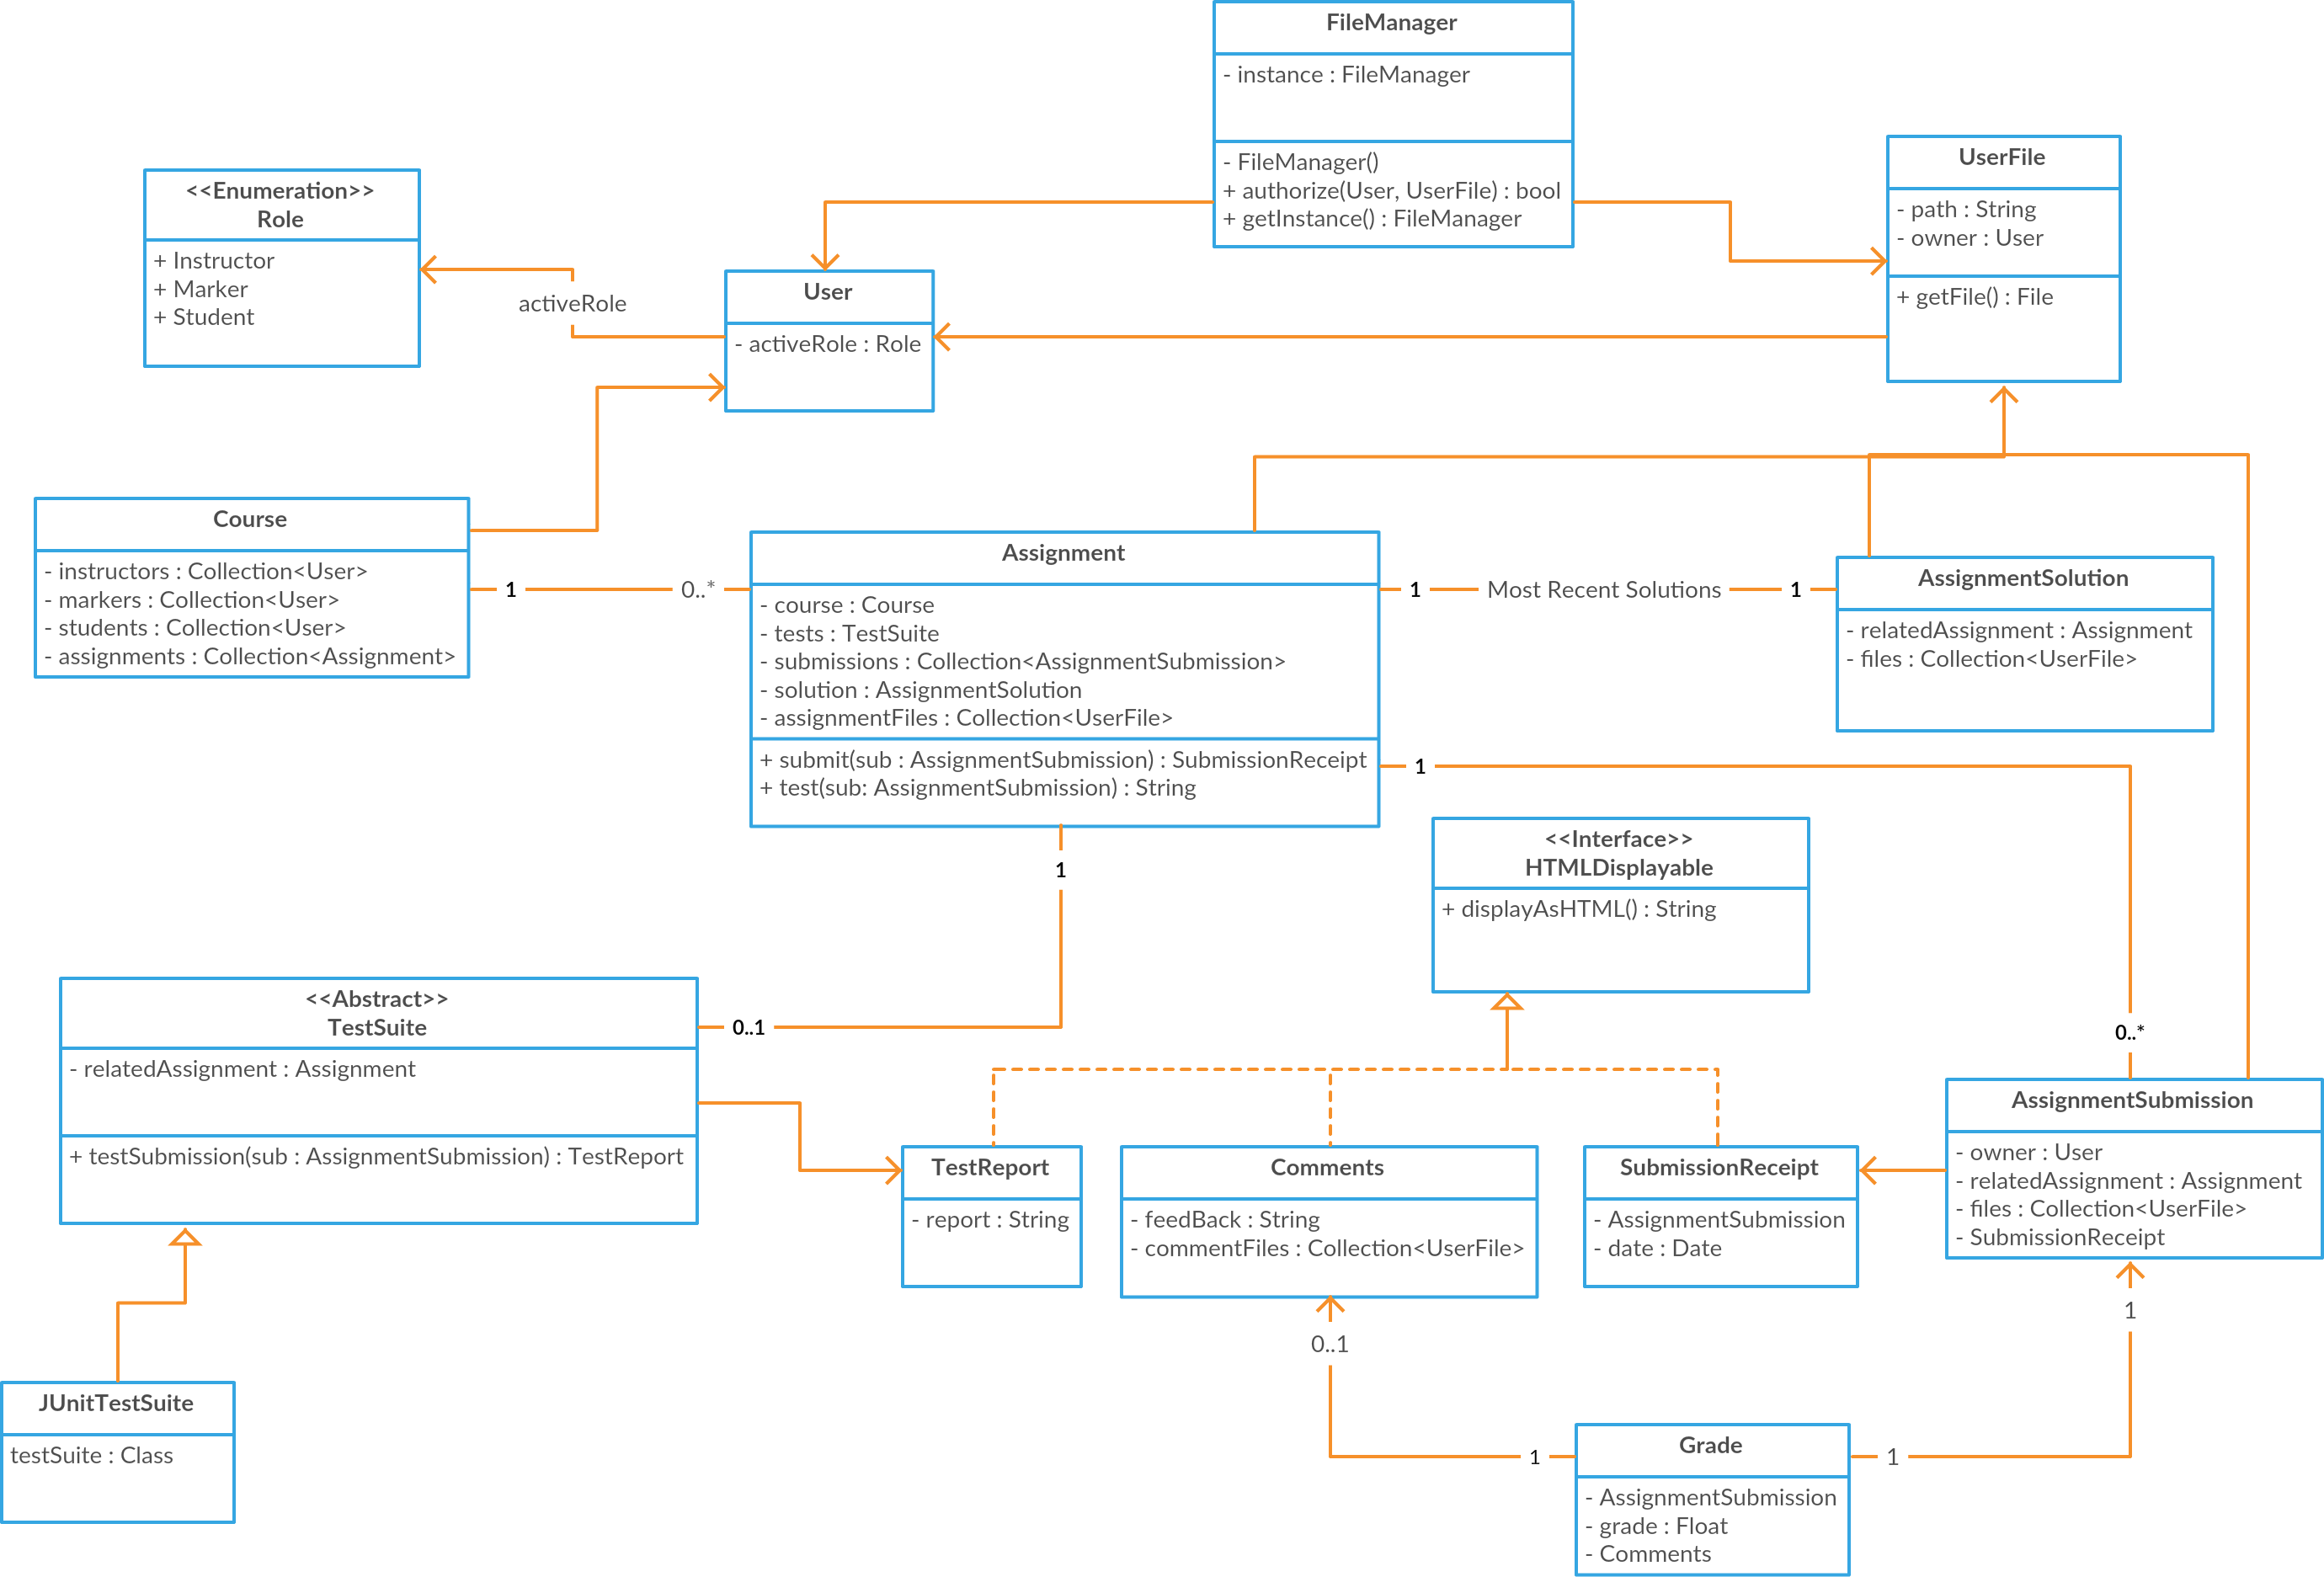 FileManager
- instance : FileManager
- FileManager()
+ authorize(User, UserFile) : bool
+ getInstance() : FileManager
UserFile
- path : String
- owner : User
+ getFile() : File
<<Enumeration>>
Role
+ Instructor
+ Marker
+ Student
activeRole
User
- activeRole : Role
Course
- instructors : Collection<User>
- markers : Collection<User>
- students : Collection<User>
- assignments : Collection<Assignment>
1
0..*
Assignment
- course : Course
- tests : TestSuite
- submissions : Collection<AssignmentSubmission>
- solution : AssignmentSolution
- assignmentFiles : Collection<UserFile>
+ submit(sub : AssignmentSubmission) : SubmissionReceipt
+ test(sub: AssignmentSubmission) : String
1
Most Recent Solutions
1
AssignmentSolution
- relatedAssignment : Assignment
- files : Collection<UserFile>
1
0..*
1
0..1
<<Interface>>
HTMLDisplayable
+ displayAsHTML() : String
<<Abstract>>
TestSuite
- relatedAssignment : Assignment
+ testSubmission(sub : AssignmentSubmission) : TestReport
TestReport
- report : String
Comments
- feedBack : String
- commentFiles : Collection<UserFile>
SubmissionReceipt
- AssignmentSubmission
- date : Date
AssignmentSubmission
- owner : User
- relatedAssignment : Assignment
- files : Collection<UserFile>
- SubmissionReceipt
0..1
1
1
1
JUnitTestSuite
testSuite : Class
Grade
- AssignmentSubmission
- grade : Float
- Comments